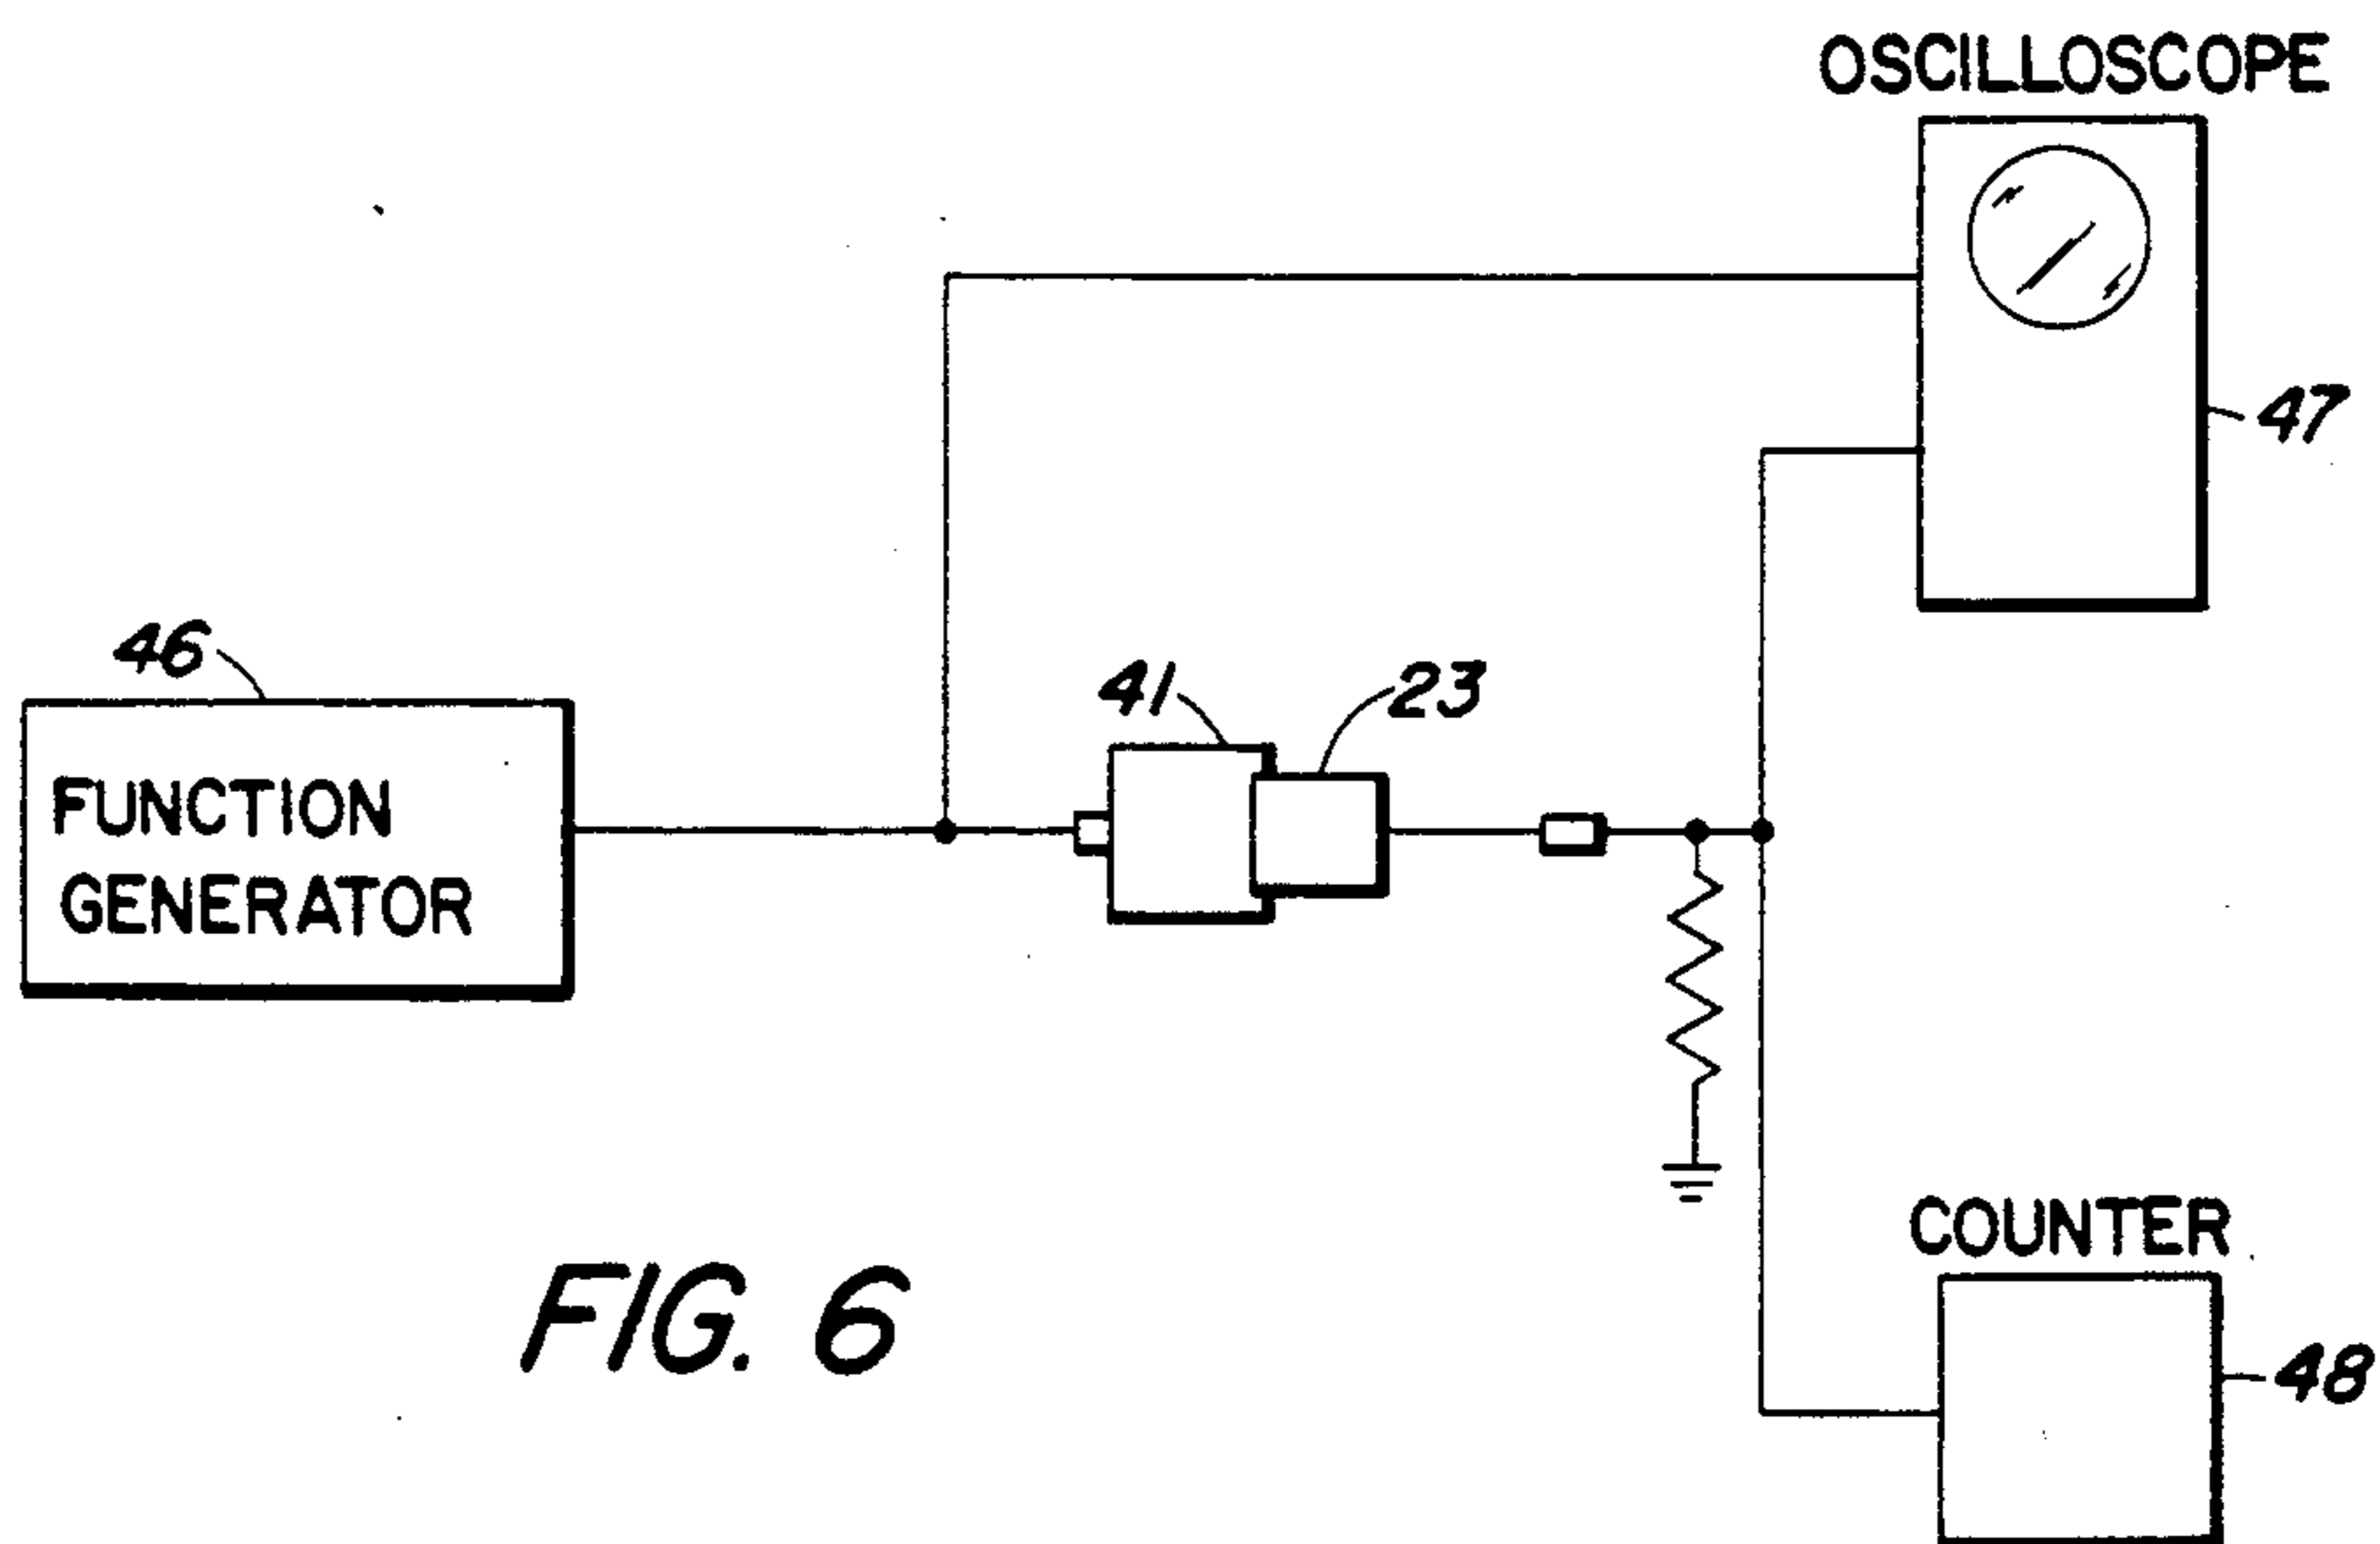 OSCILLOSCOPE
47
46
41
23
FUNCTION
GENERATOR
COUNTER
48
FIG. 6